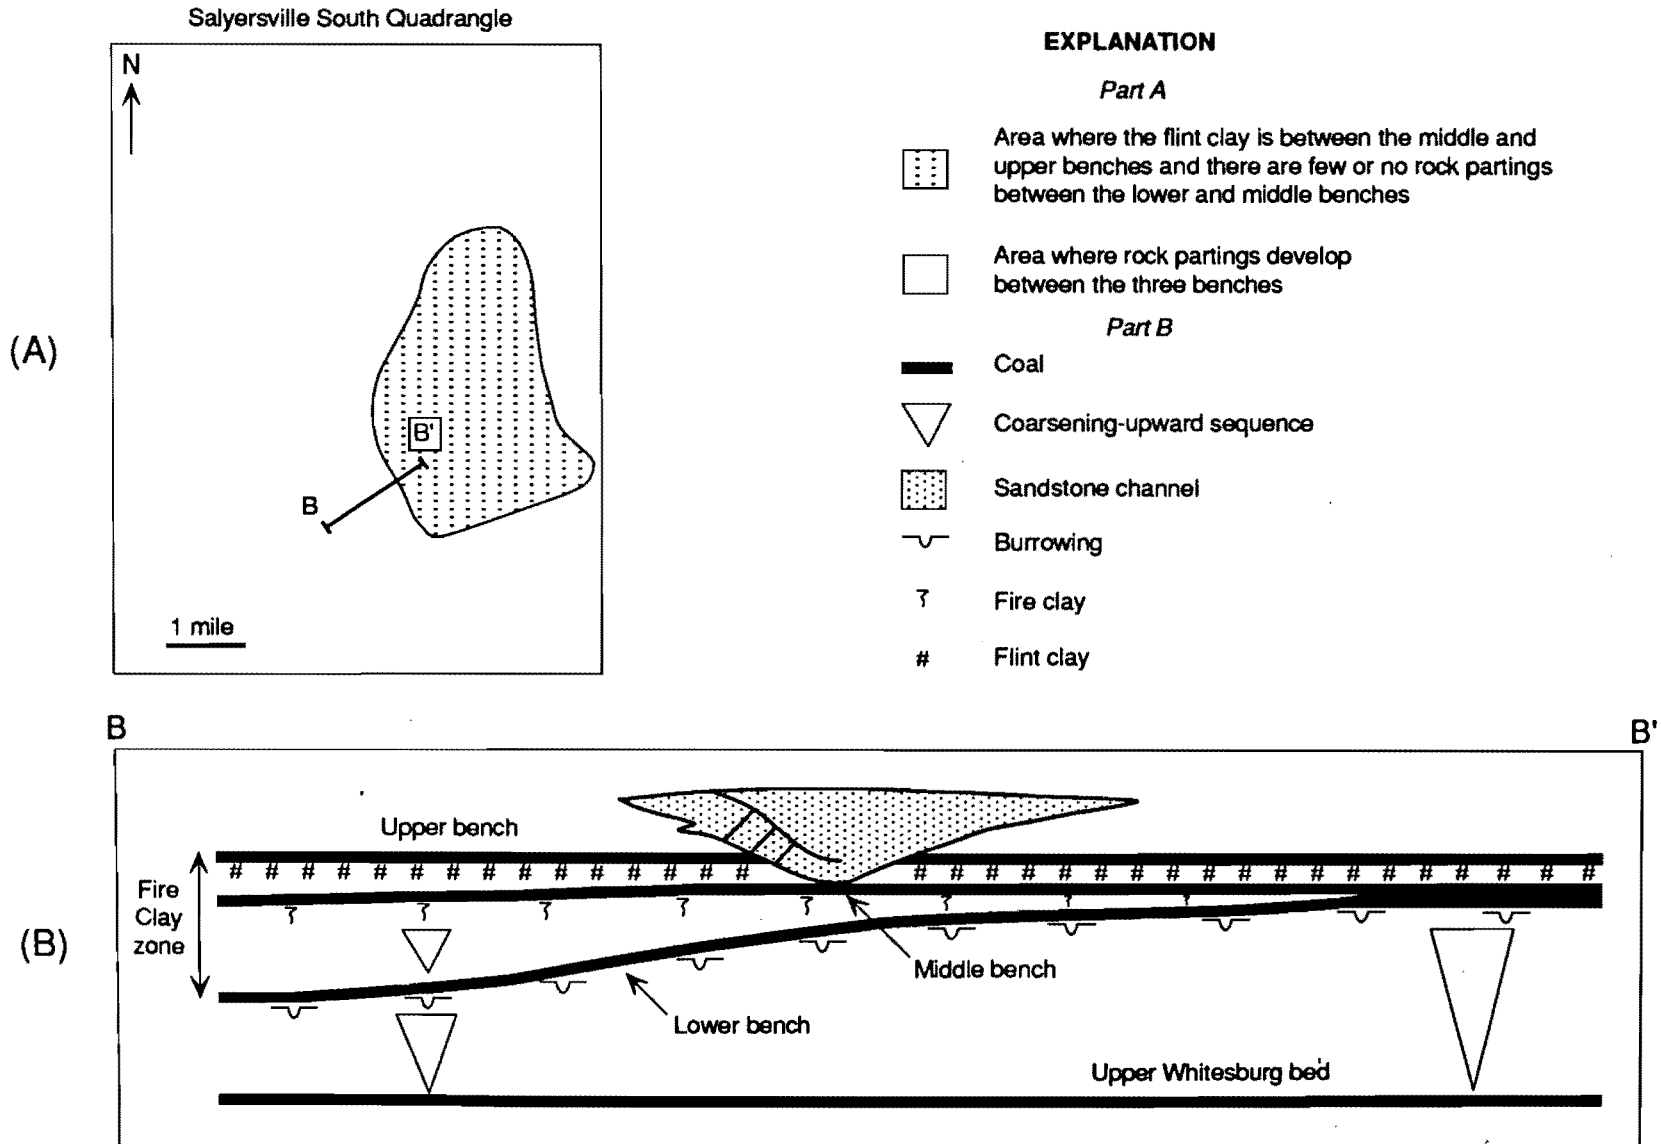 Salyersville South Quadrangle
N
(A)
B'
B
1 mile
EXPLANATION
Part A
Area where the flint clay is between the middle and
upper benches and there are few or no rock partings
between the lower and middle benches
Area where rock partings develop
between the three benches
Part B
Coal
Coarsening-upward sequence
Sandstone channel
Burrowing
Fire clay
# Flint clay
B
B'
(B)
Upper bench
Fire
Clay
zone
Middle bench
Lower bench
Upper Whitesburg bed